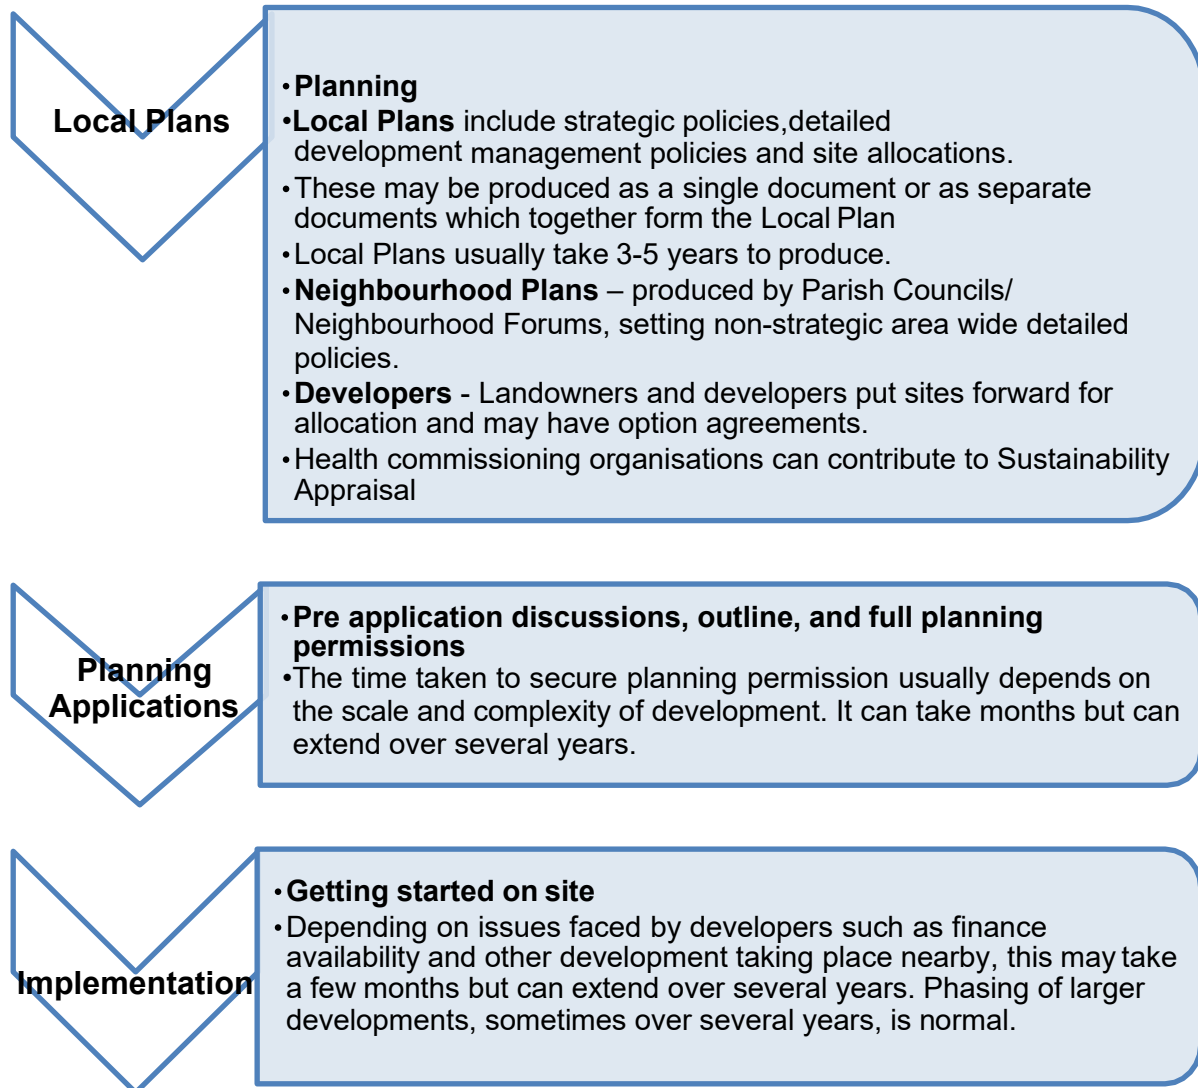 Local Plans
•Planning
•Local Plans include strategic policies,detailed
development management policies and site allocations.
•These may be produced as a single document or as separate
documents which together form the Local Plan
•Local Plans usually take 3-5 years to produce.
•Neighbourhood Plans – produced by Parish Councils/
Neighbourhood Forums, setting non-strategic area wide detailed
policies.
•Developers - Landowners and developers put sites forward for
allocation and may have option agreements.
•Health commissioning organisations can contribute to Sustainability
Appraisal
Planning
Applications
•Pre application discussions, outline, and full planning
permissions
•The time taken to secure planning permission usually depends on
the scale and complexity of development. It can take months but can
extend over several years.
Implementation
•Getting started on site
•Depending on issues faced by developers such as finance
availability and other development taking place nearby, this may take
a few months but can extend over several years. Phasing of larger
developments, sometimes over several years, is normal.